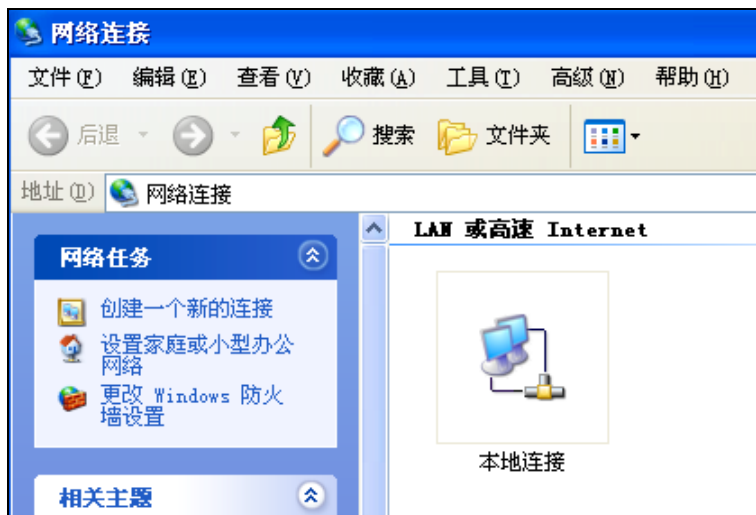 网络连接
文件(F) 编辑(E) 查看(V) 收藏(A) 工具(T) 高级(N) 帮助(H)
后退 搜索 文件夹
地址(D) 网络连接
网络任务
创建一个新的连接
设置家庭或小型办公
网络
更改 Windows 防火
墙设置
相关主题
LAN 或高速 Internet
本地连接